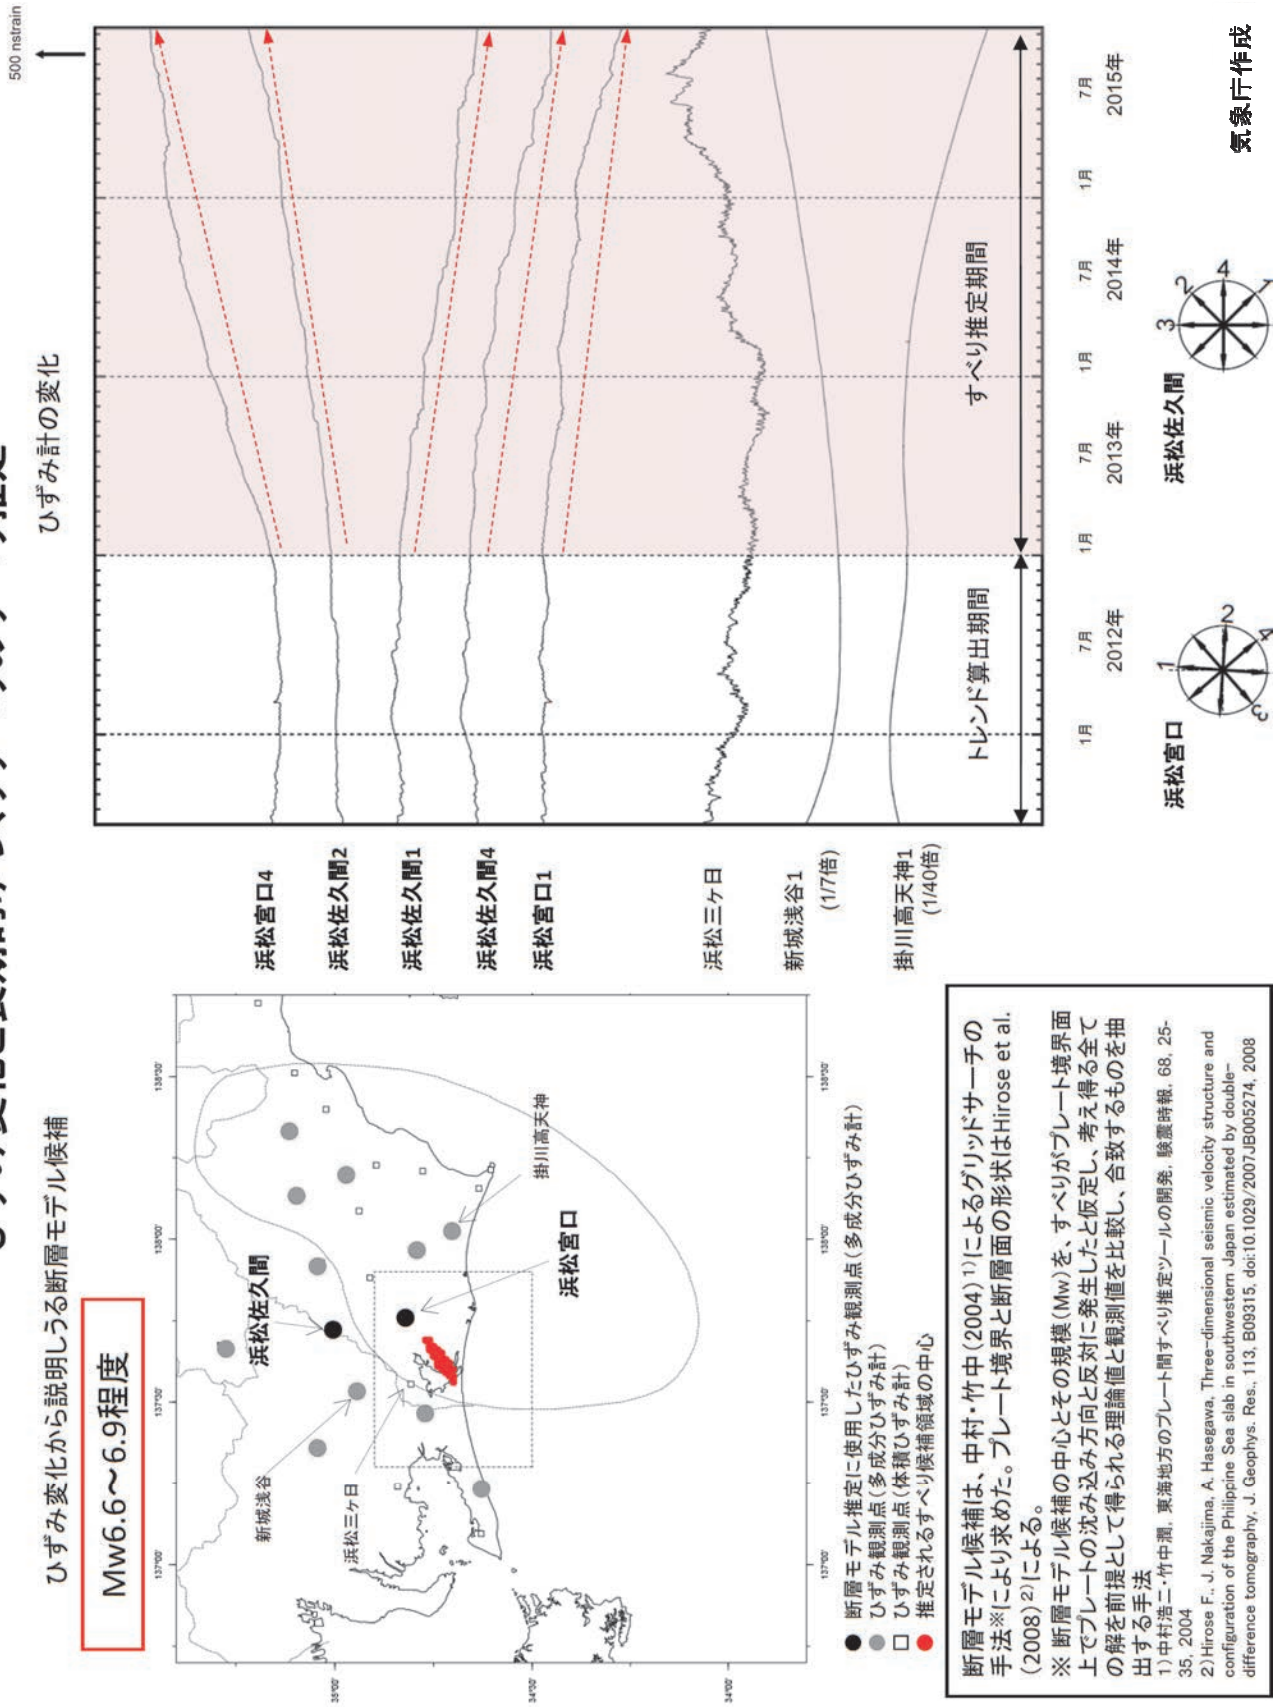 ひずみ変化から説明しうる断層モデル候補
Mw6.6～6.9程度
137°00'
137°30'
138°00'
138°30'
35°00'
34°30'
34°00'
新城浅谷
浜松三ヶ日
浜松佐久間
浜松宮口
掛川高天神
断層モデル推定に使用したひずみ観測点(多成分ひずみ計)
ひずみ観測点(多成分ひずみ計)
ひずみ観測点(体積ひずみ計)
推定されるすべり候補領域の中心
断層モデル候補は、中村・竹中(2004)1)によるグリッドサーチの
手法※により求めた。プレート境界と断層面の形状はHirose et al.
(2008)2)による。
※ 断層モデル候補の中心とその規模(Mw)を、すべりがプレート境界面
上でプレートの沈み込み方向と反対に発生したと仮定し、考え得る全て
の解を前提として得られる理論値と観測値を比較し、合致するものを抽
出する手法
1)中村浩二・竹中潤, 東海地方のプレート間すべり推定ツールの開発, 験震時報, 68, 25-
35, 2004
2)Hirose F., J. Nakajima, A. Hasegawa, Three-dimensional seismic velocity structure and
configuration of the Philippine Sea slab in southwestern Japan estimated by double-
difference tomography, J. Geophys. Res., 113, B09315, doi:10.1029/2007JB005274, 2008
ひずみ計の変化
500 nstrain
浜松宮口4
浜松佐久間2
浜松佐久間1
浜松佐久間4
浜松宮口1
浜松三ヶ日
新城浅谷1
(1/7倍)
掛川高天神1
(1/40倍)
トレンド算出期間
すべり推定期間
1月
7月
1月
7月
1月
7月
1月
7月
2012年
2013年
2014年
2015年
浜松宮口
1
2
3
4
浜松佐久間
3
2
4
1
気象庁作成